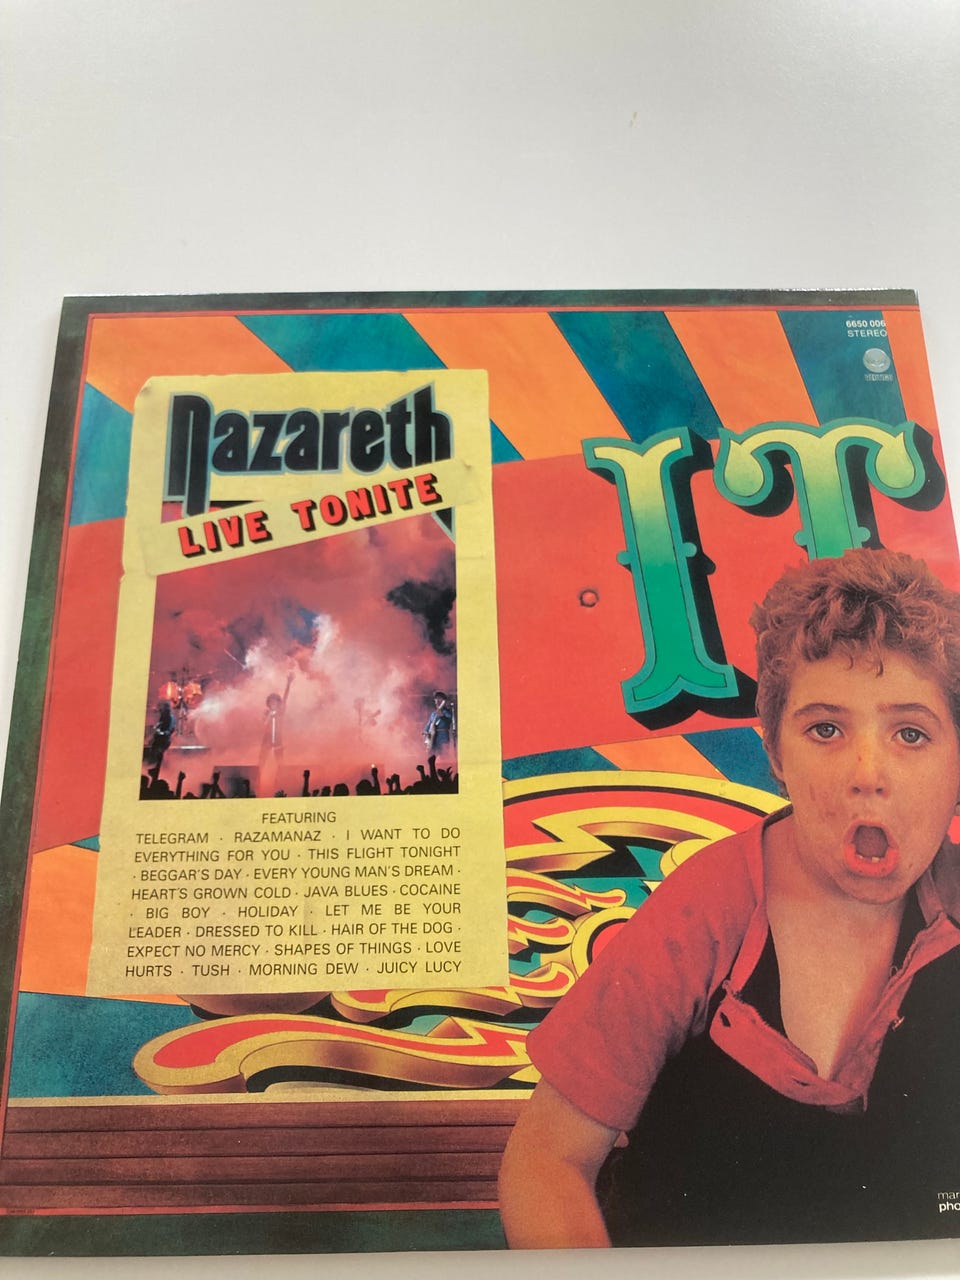 6650 006
STEREO
VERTIGO
Nazareth
LIVE TONITE
IT
FEATURING
TELEGRAM · RAZAMANAZ · I WANT TO DO
EVERYTHING FOR YOU · THIS FLIGHT TONIGHT
· BEGGAR'S DAY · EVERY YOUNG MAN'S DREAM ·
HEART'S GROWN COLD · JAVA BLUES · COCAINE
· BIG BOY · HOLIDAY · LET ME BE YOUR
LEADER · DRESSED TO KILL · HAIR OF THE DOG ·
EXPECT NO MERCY · SHAPES OF THINGS · LOVE
HURTS · TUSH · MORNING DEW · JUICY LUCY
mar
pho